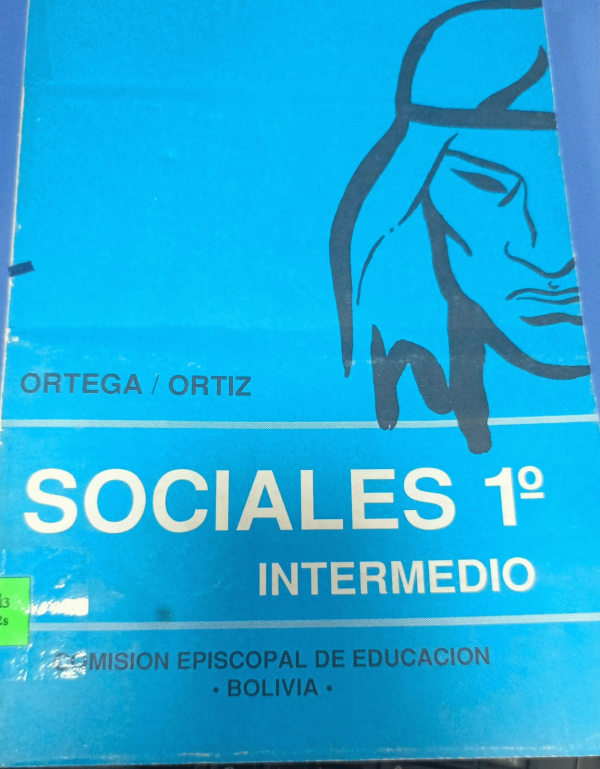 ORTEGA / ORTIZ
SOCIALES 1º
INTERMEDIO
COMISION EPISCOPAL DE EDUCACION
• BOLIVIA •